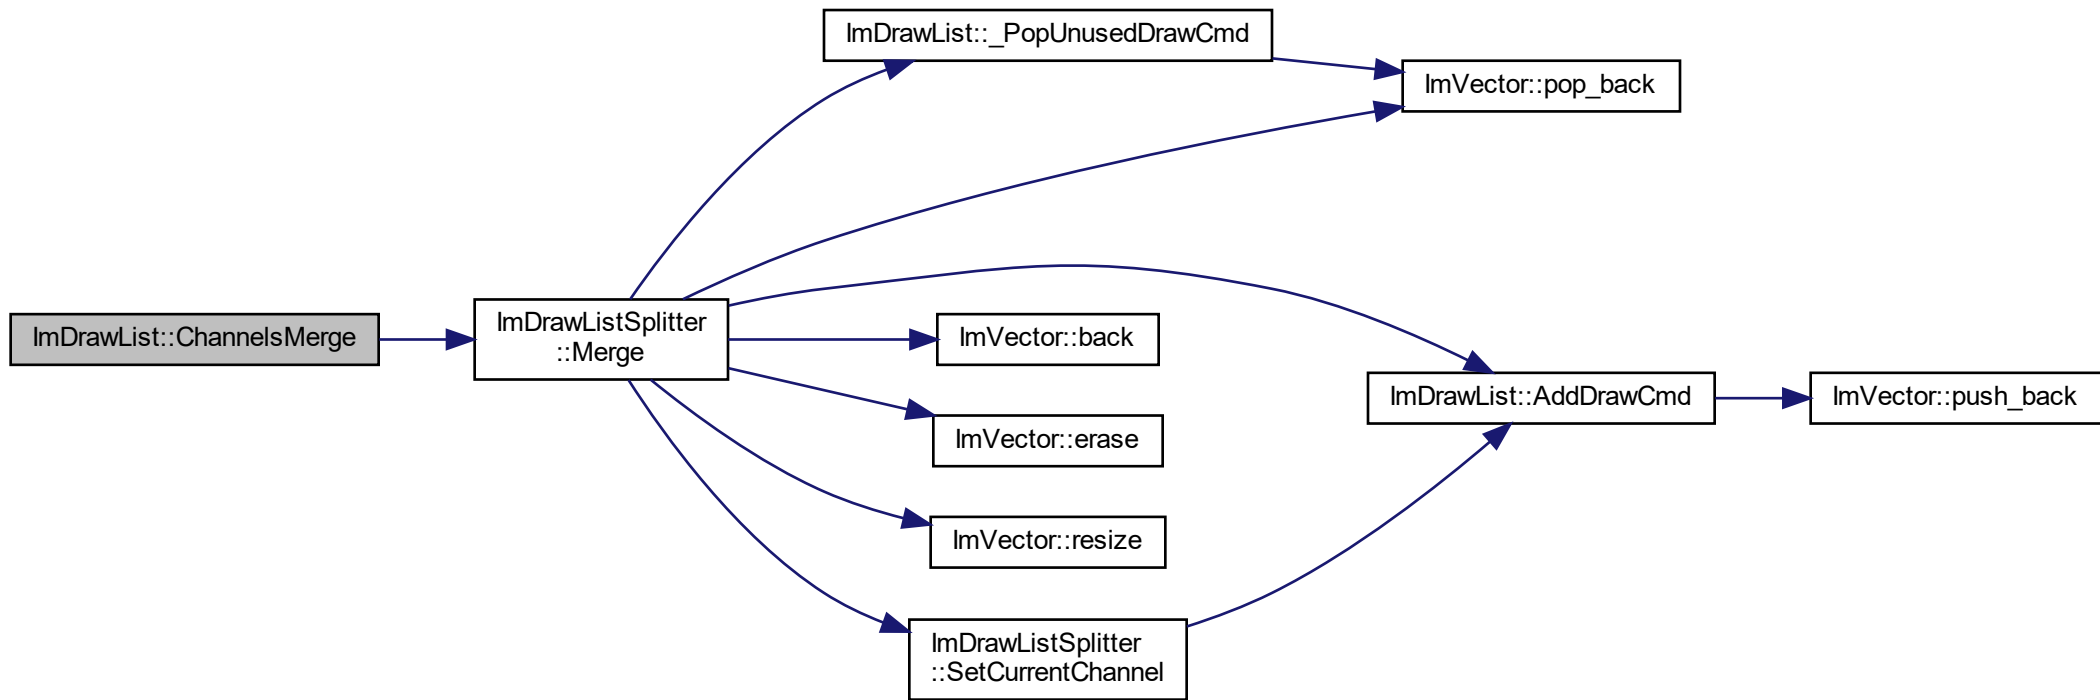 ImDrawList::_PopUnusedDrawCmd
ImVector::pop_back
ImDrawList::ChannelsMerge
ImDrawListSplitter
::Merge
ImVector::back
ImDrawList::AddDrawCmd
ImVector::push_back
ImVector::erase
ImVector::resize
ImDrawListSplitter
::SetCurrentChannel